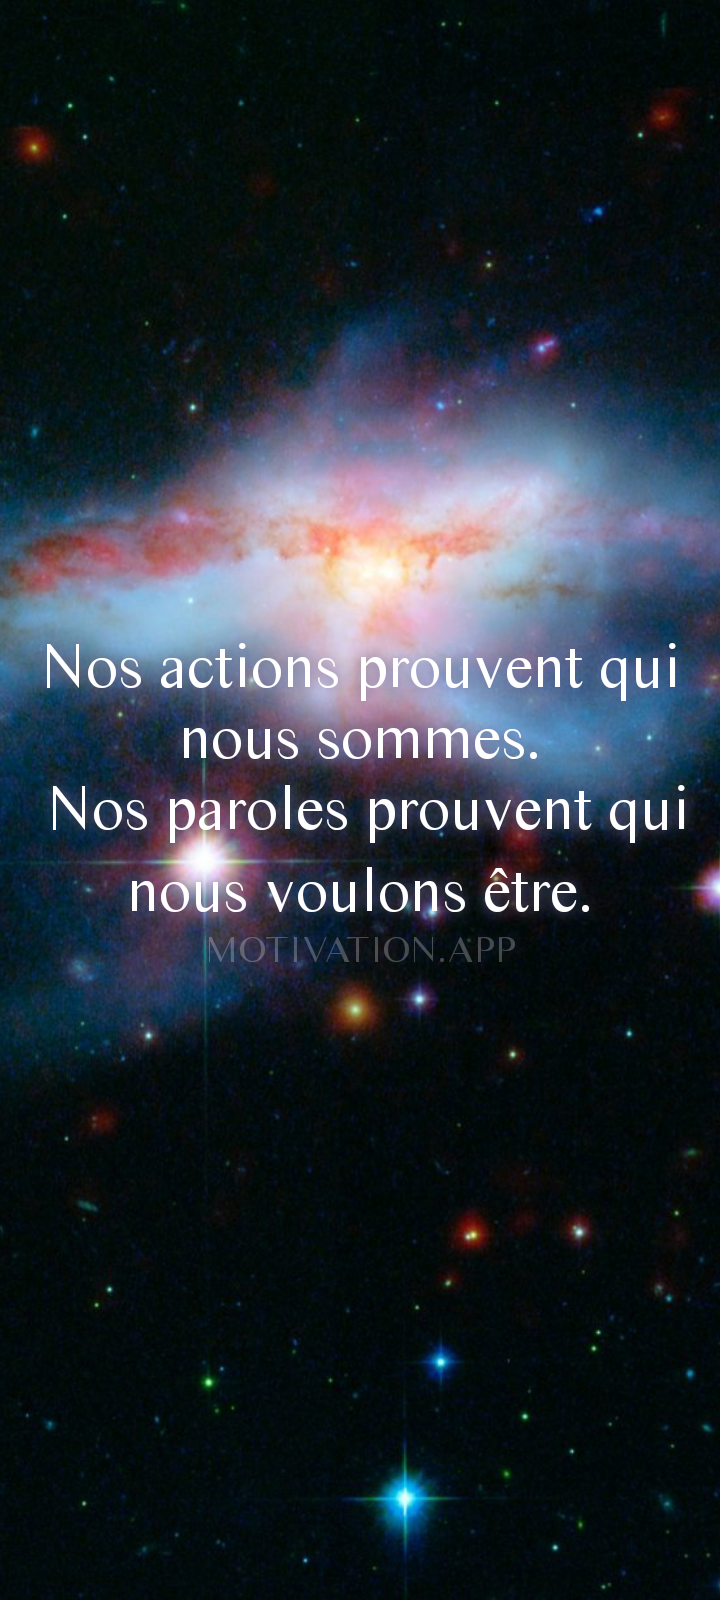 Nos actions prouvent qui
nous sommes.
Nos paroles prouvent qui
nous voulons être.
MOTIVATION.APP